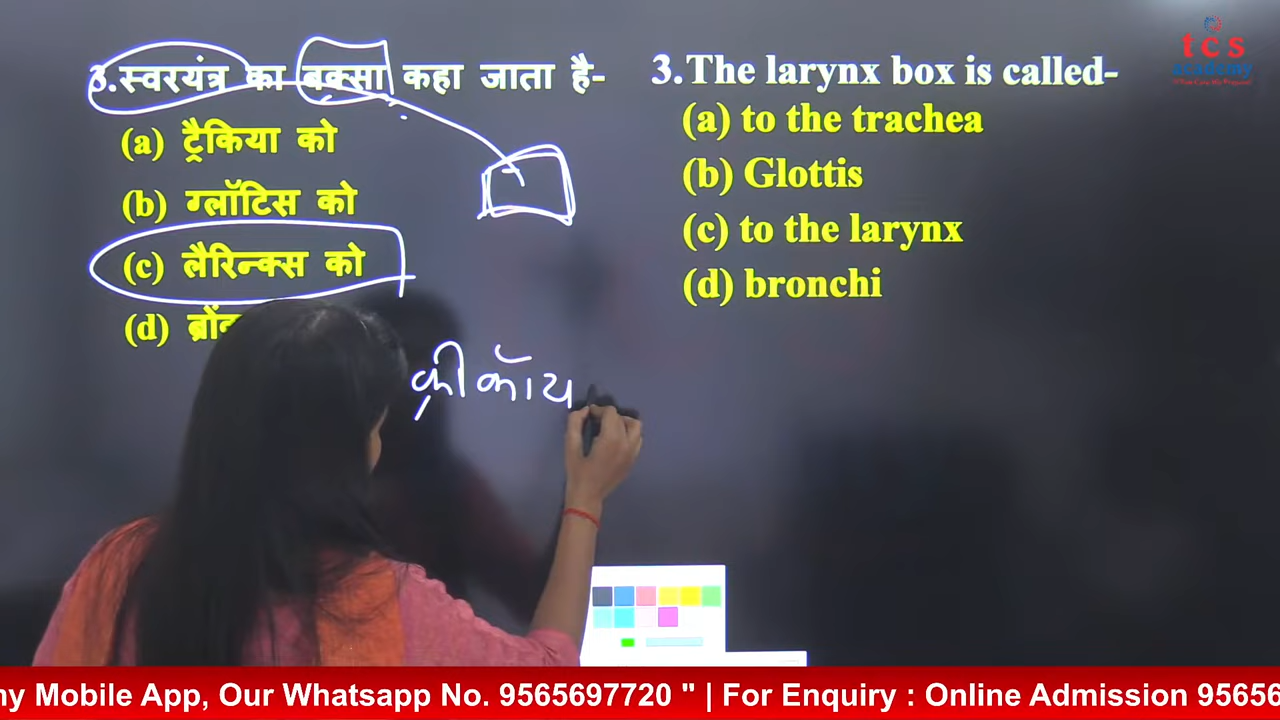 3.स्वरयंत्र का बक्सा कहा जाता है-
(a) ट्रैकिया को
(b) ग्लॉटिस को
(c) लैरिन्क्स को
(d)
3.The larynx box is called-
(a) to the trachea
(b) Glottis
(c) to the larynx
(d) bronchi
tcs
Academy
ny Mobile App, Our Whatsapp No. 9565697720 " | For Enquiry : Online Admission 95656